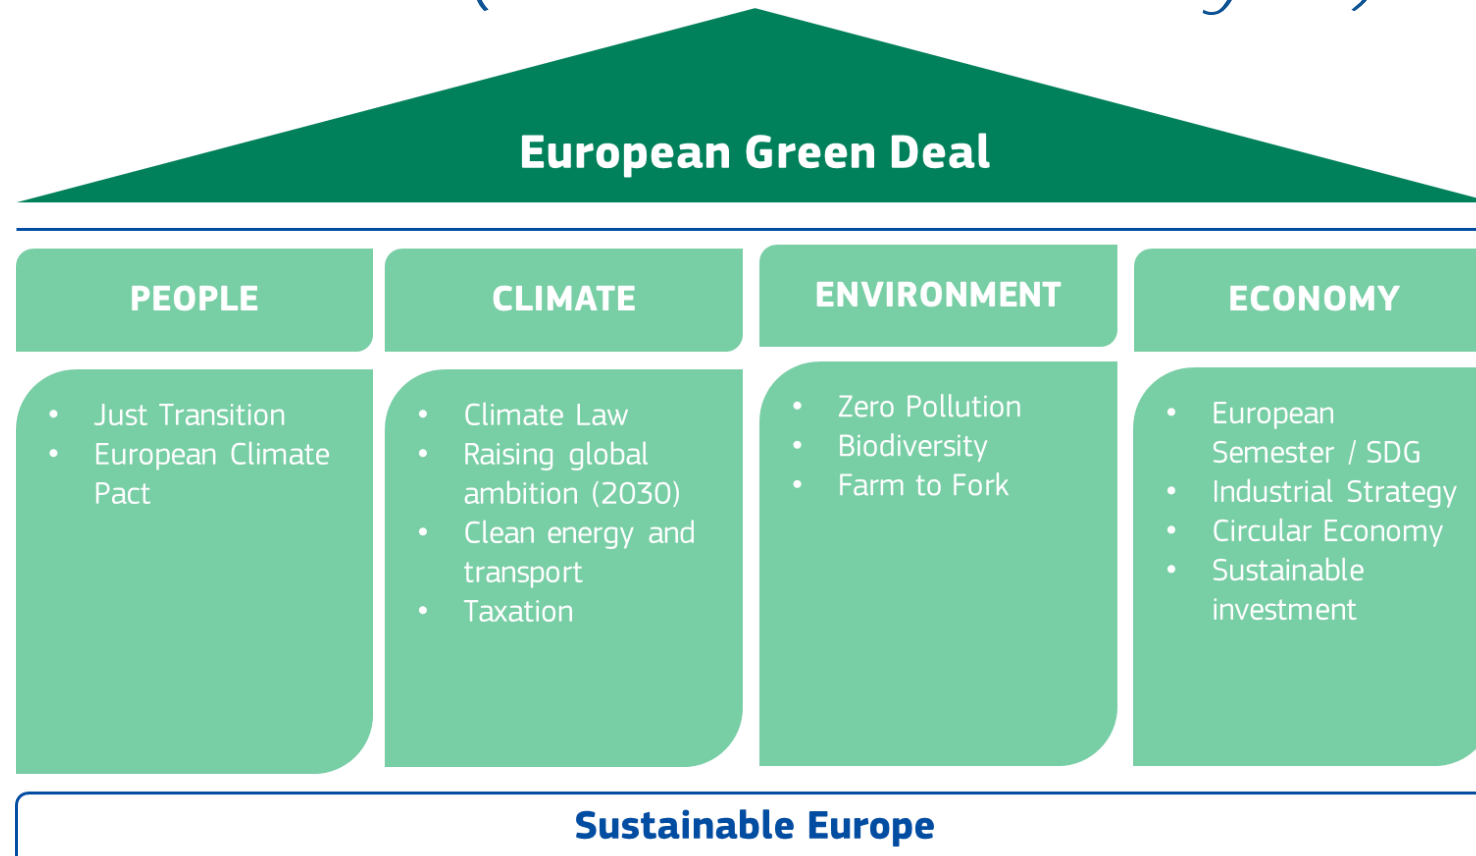 European Green Deal
PEOPLE
• Just Transition
• European Climate
Pact
CLIMATE
• Climate Law
• Raising global
ambition (2030)
• Clean energy and
transport
• Taxation
ENVIRONMENT
• Zero Pollution
• Biodiversity
• Farm to Fork
ECONOMY
• European
Semester / SDG
• Industrial Strategy
• Circular Economy
• Sustainable
investment
Sustainable Europe